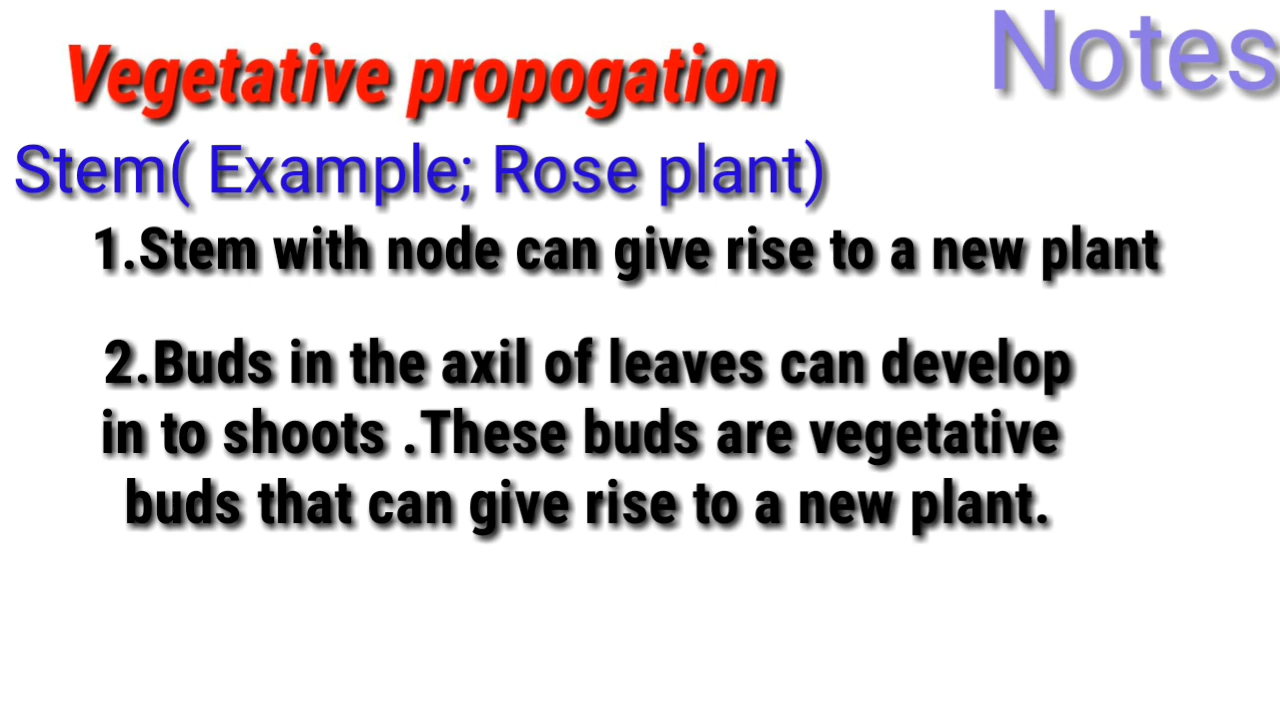 Notes
Vegetative propogation
Stem( Example; Rose plant)
1.Stem with node can give rise to a new plant
2.Buds in the axil of leaves can develop
in to shoots .These buds are vegetative
buds that can give rise to a new plant.